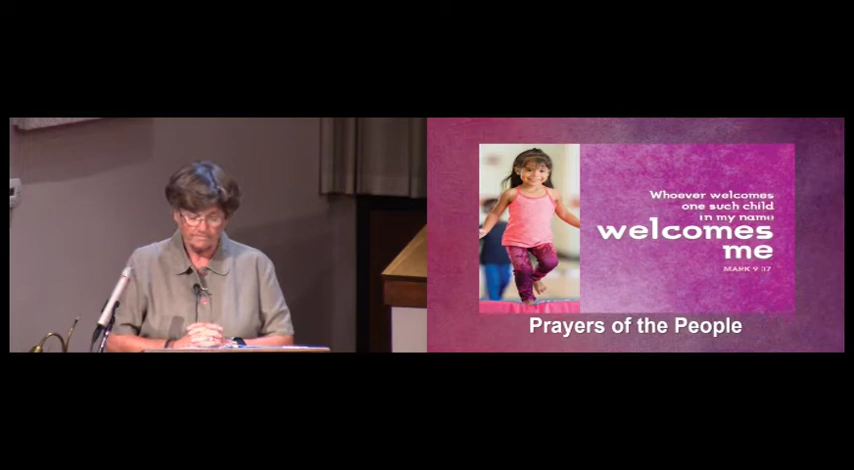 Whoever welcomes
one such child
in my name
welcomes
me
MARK 9:37
Prayers of the People